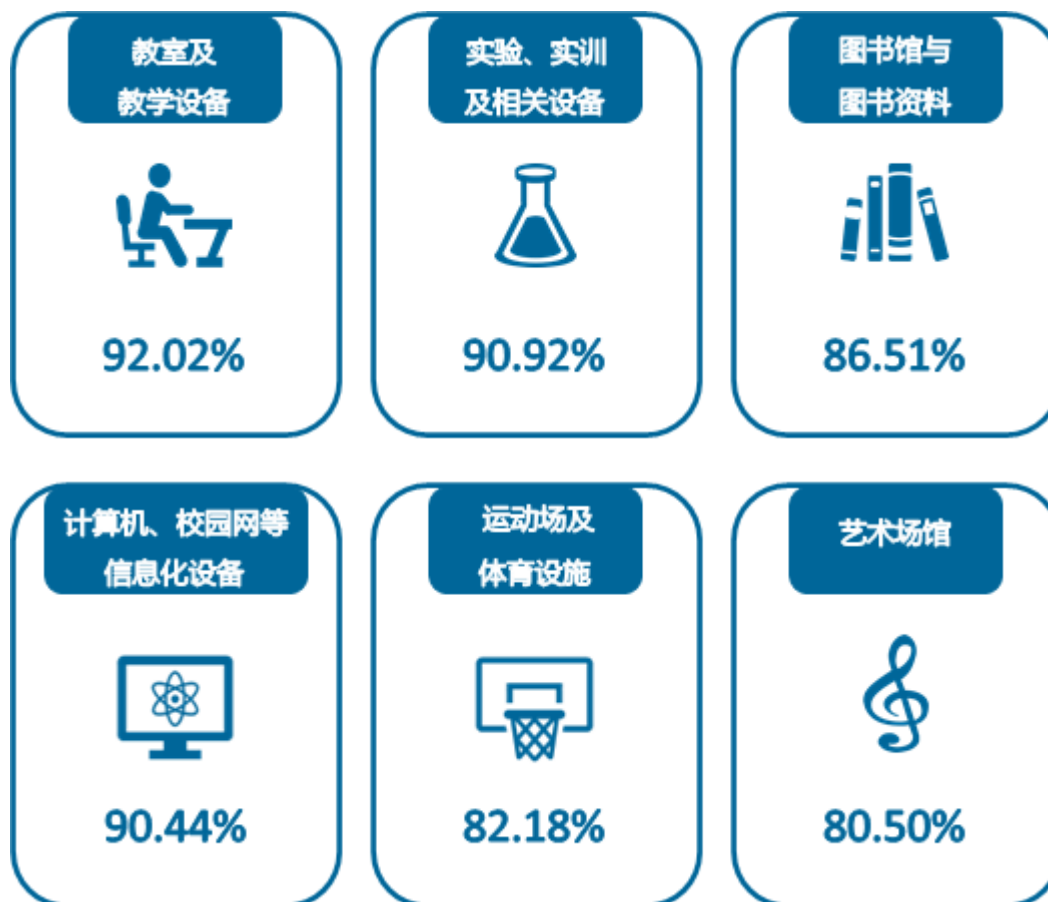 教室及
教学设备
92.02%
实验、实训
及相关设备
90.92%
图书馆与
图书资料
86.51%
计算机、校园网等
信息化设备
90.44%
运动场及
体育设施
82.18%
艺术场馆
80.50%